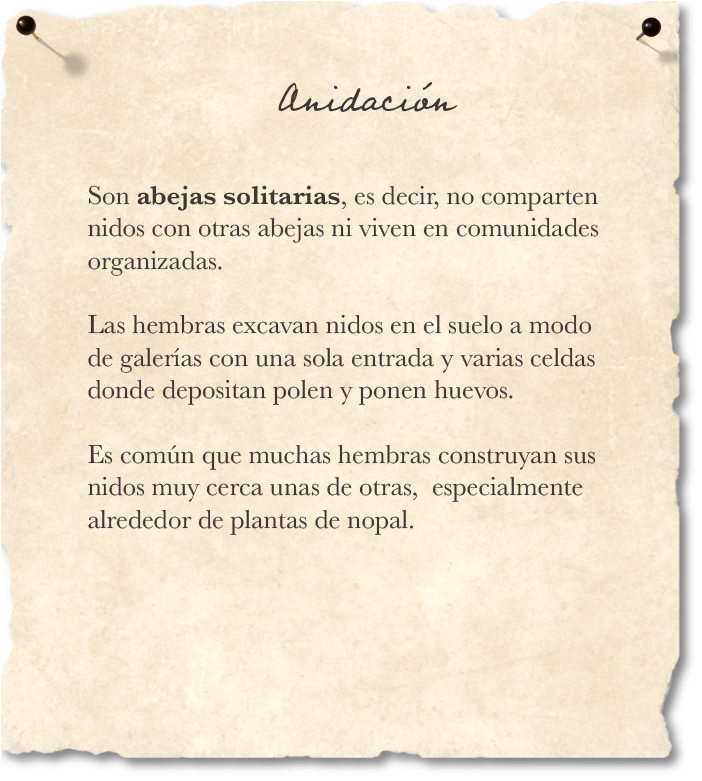 Anidación
Son abejas solitarias, es decir, no comparten
nidos con otras abejas ni viven en comunidades
organizadas.
Las hembras excavan nidos en el suelo a modo
de galerías con una sola entrada y varias celdas
donde depositan polen y ponen huevos.
Es común que muchas hembras construyan sus
nidos muy cerca unas de otras,  especialmente
alrededor de plantas de nopal.